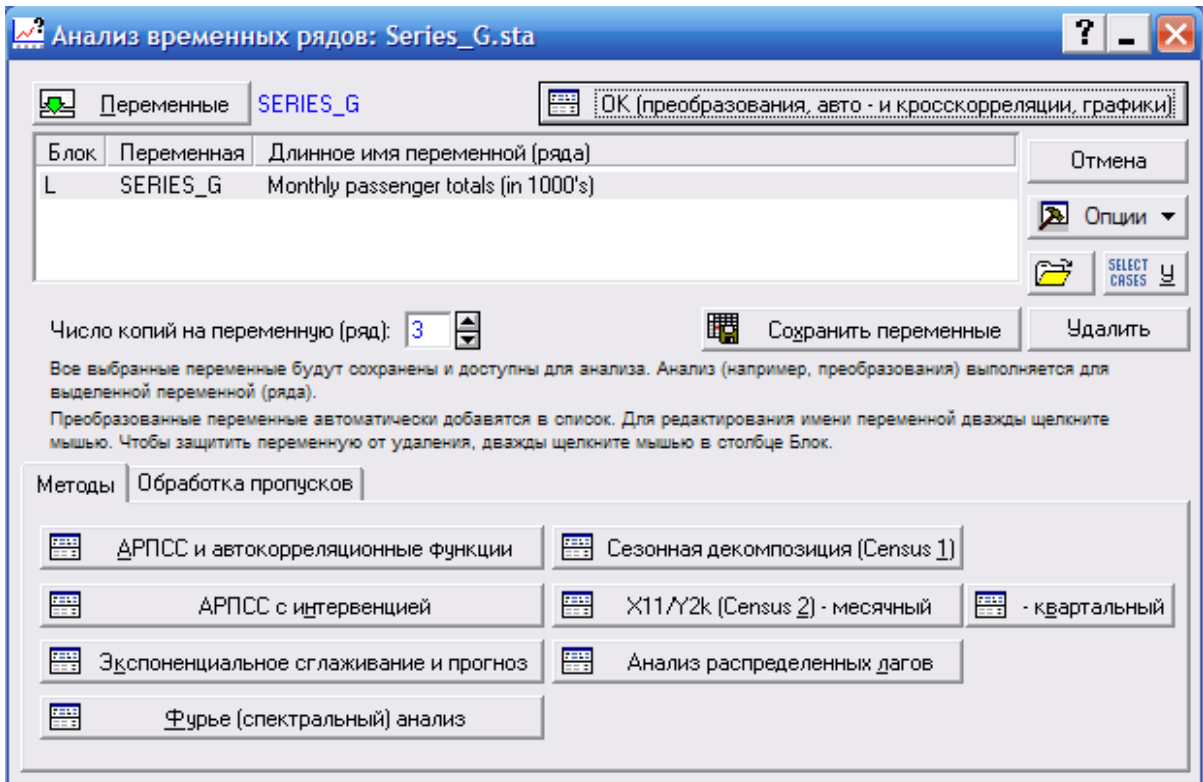 Анализ временных рядов: Series_G.sta
Переменные SERIES_G OK (преобразования, авто - и кросскорреляции, графики)
Блок Переменная Длинное имя переменной (ряда)
L SERIES_G Monthly passenger totals (in 1000's)
Отмена
Опции
SELECT CASES У
Число копий на переменную (ряд): 3 Сохранить переменные Удалить
Все выбранные переменные будут сохранены и доступны для анализа. Анализ (например, преобразования) выполняется для
выделенной переменной (ряда).
Преобразованные переменные автоматически добавятся в список. Для редактирования имени переменной дважды щелкните
мышью. Чтобы защитить переменную от удаления, дважды щелкните мышью в столбце Блок.
Методы Обработка пропусков
АРПСС и автокорреляционные функции Сезонная декомпозиция (Census 1)
АРПСС с интервенцией X11/Y2k (Census 2) - месячный - квартальный
Экспоненциальное сглаживание и прогноз Анализ распределенных лагов
Фурье (спектральный) анализ